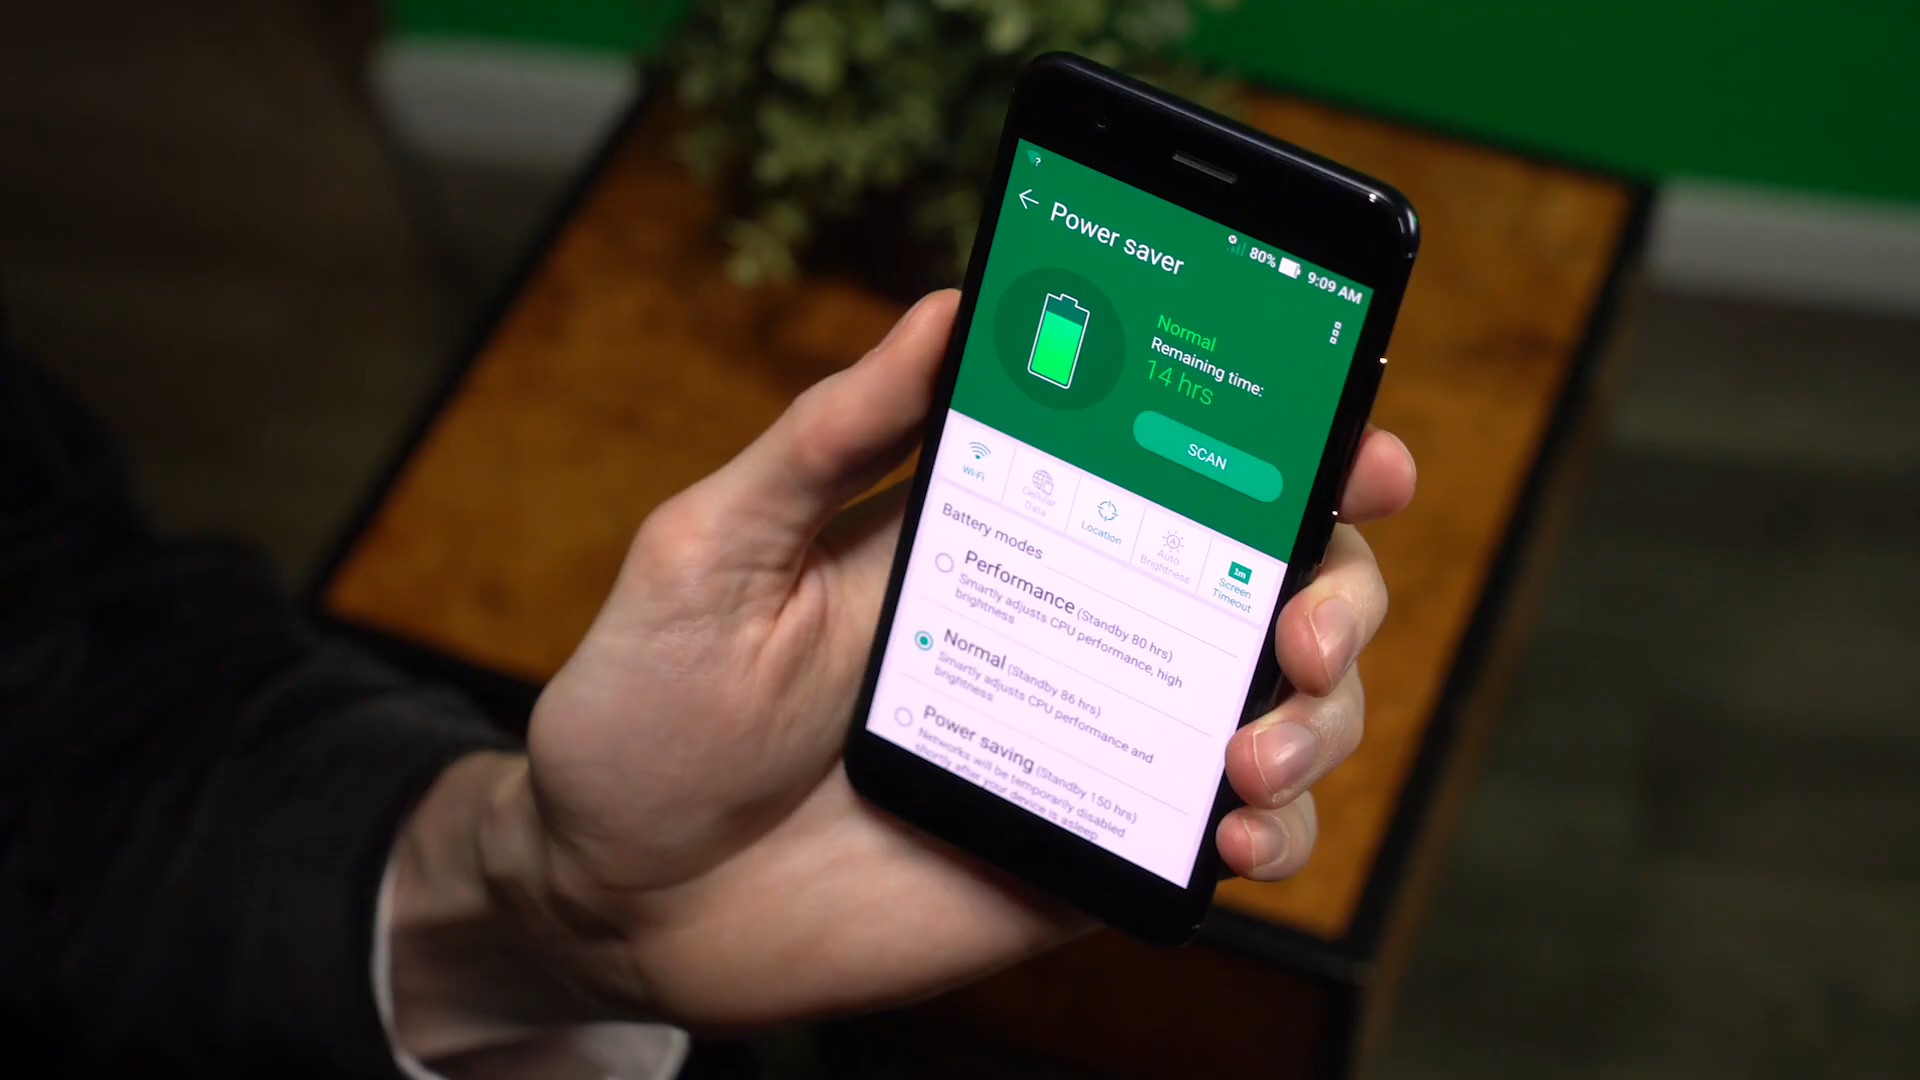 ?
80% 9:09 AM
Power saver
Normal
Remaining time:
14 hrs
SCAN
Wi-Fi
Cellular
Data
Location
A
Auto
Brightness
1m
Screen
Timeout
Battery modes
Performance (Standby 80 hrs)
Smartly adjusts CPU performance, high
brightness
Normal (Standby 86 hrs)
Smartly adjusts CPU performance and
brightness
Power saving (Standby 150 hrs)
Networks will be temporarily disabled
shortly after your device is asleep